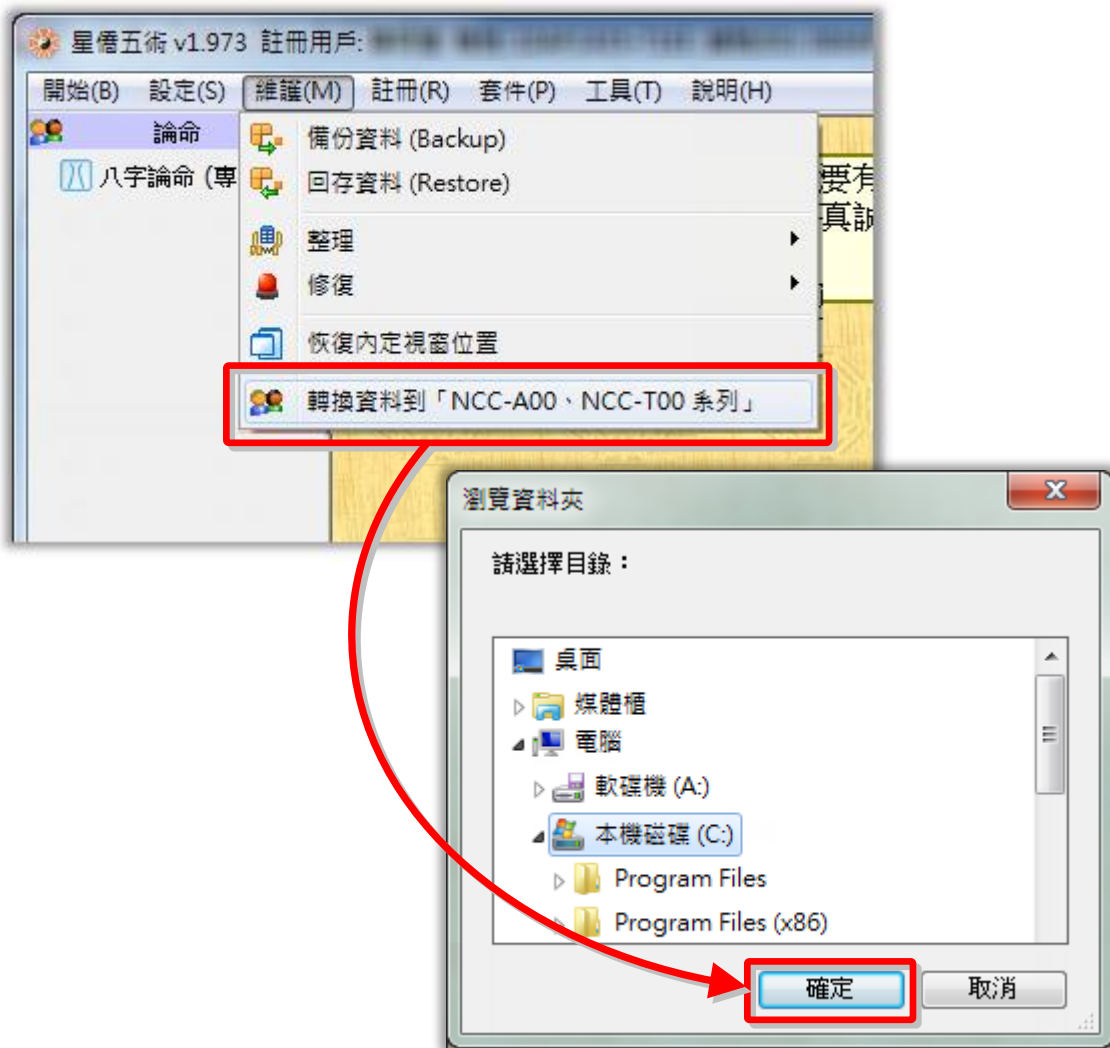 星僑五術 v1.973 註冊用戶:
開始(B) 設定(S) 維護(M) 註冊(R) 套件(P) 工具(T) 說明(H)
論命
八字論命 (專
備份資料 (Backup)
回存資料 (Restore)
整理
修復
恢復內定視窗位置
轉換資料到「NCC-A00、NCC-T00 系列」
要有
真誠
瀏覽資料夾
請選擇目錄：
桌面
媒體櫃
電腦
軟碟機 (A:)
本機磁碟 (C:)
Program Files
Program Files (x86)
確定
取消